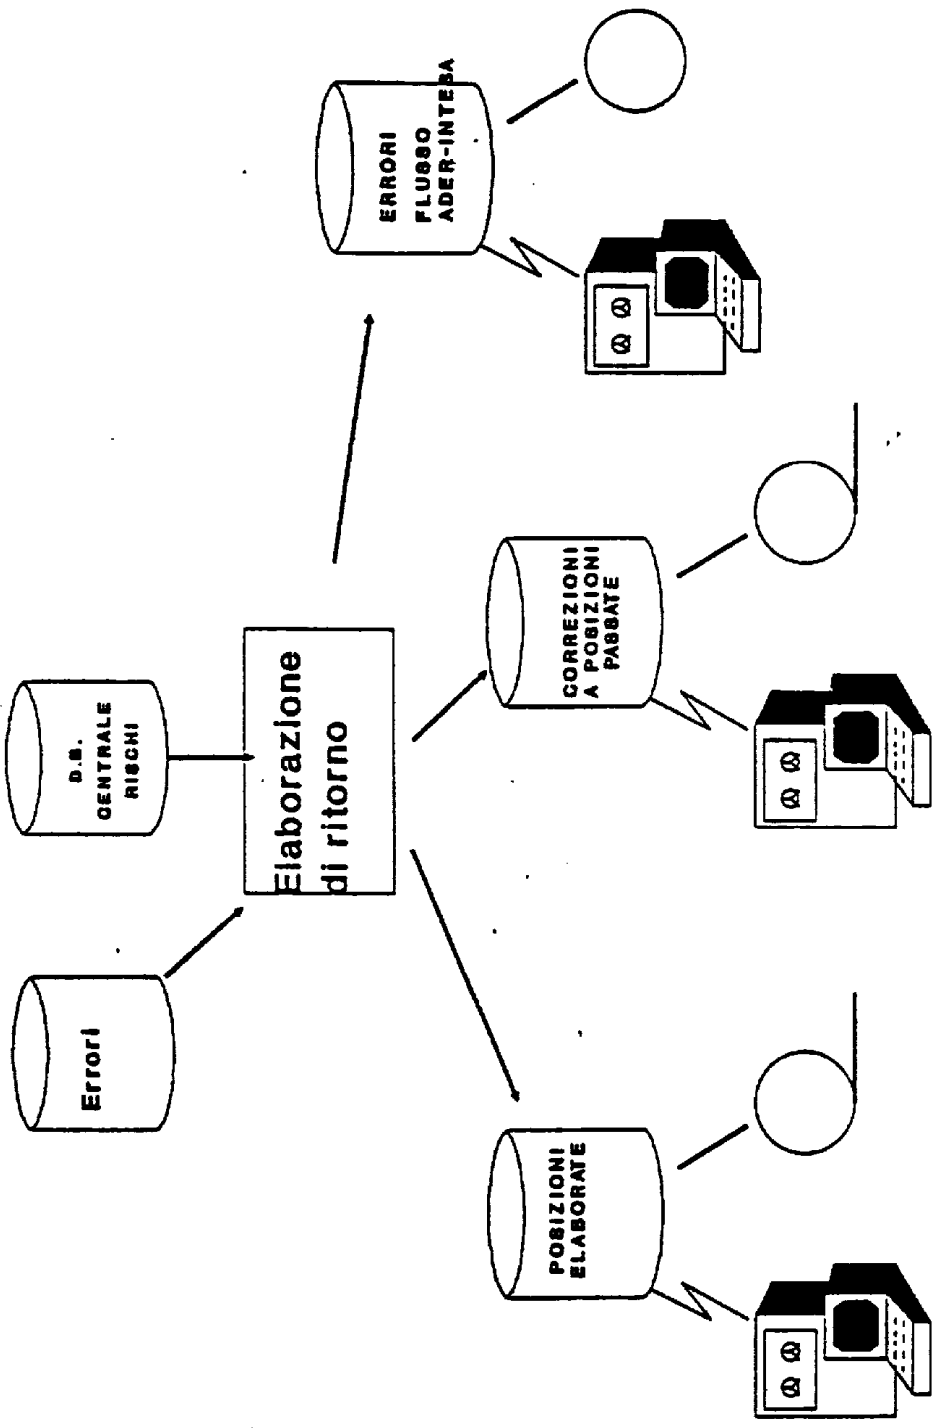 Errori
D.B.
CENTRALE
RISCHI
Elaborazione
di ritorno
ERRORI
FLUSSO
ADER-INTESA
POSIZIONI
ELABORATE
CORREZIONI
A POSIZIONI
PASSATE